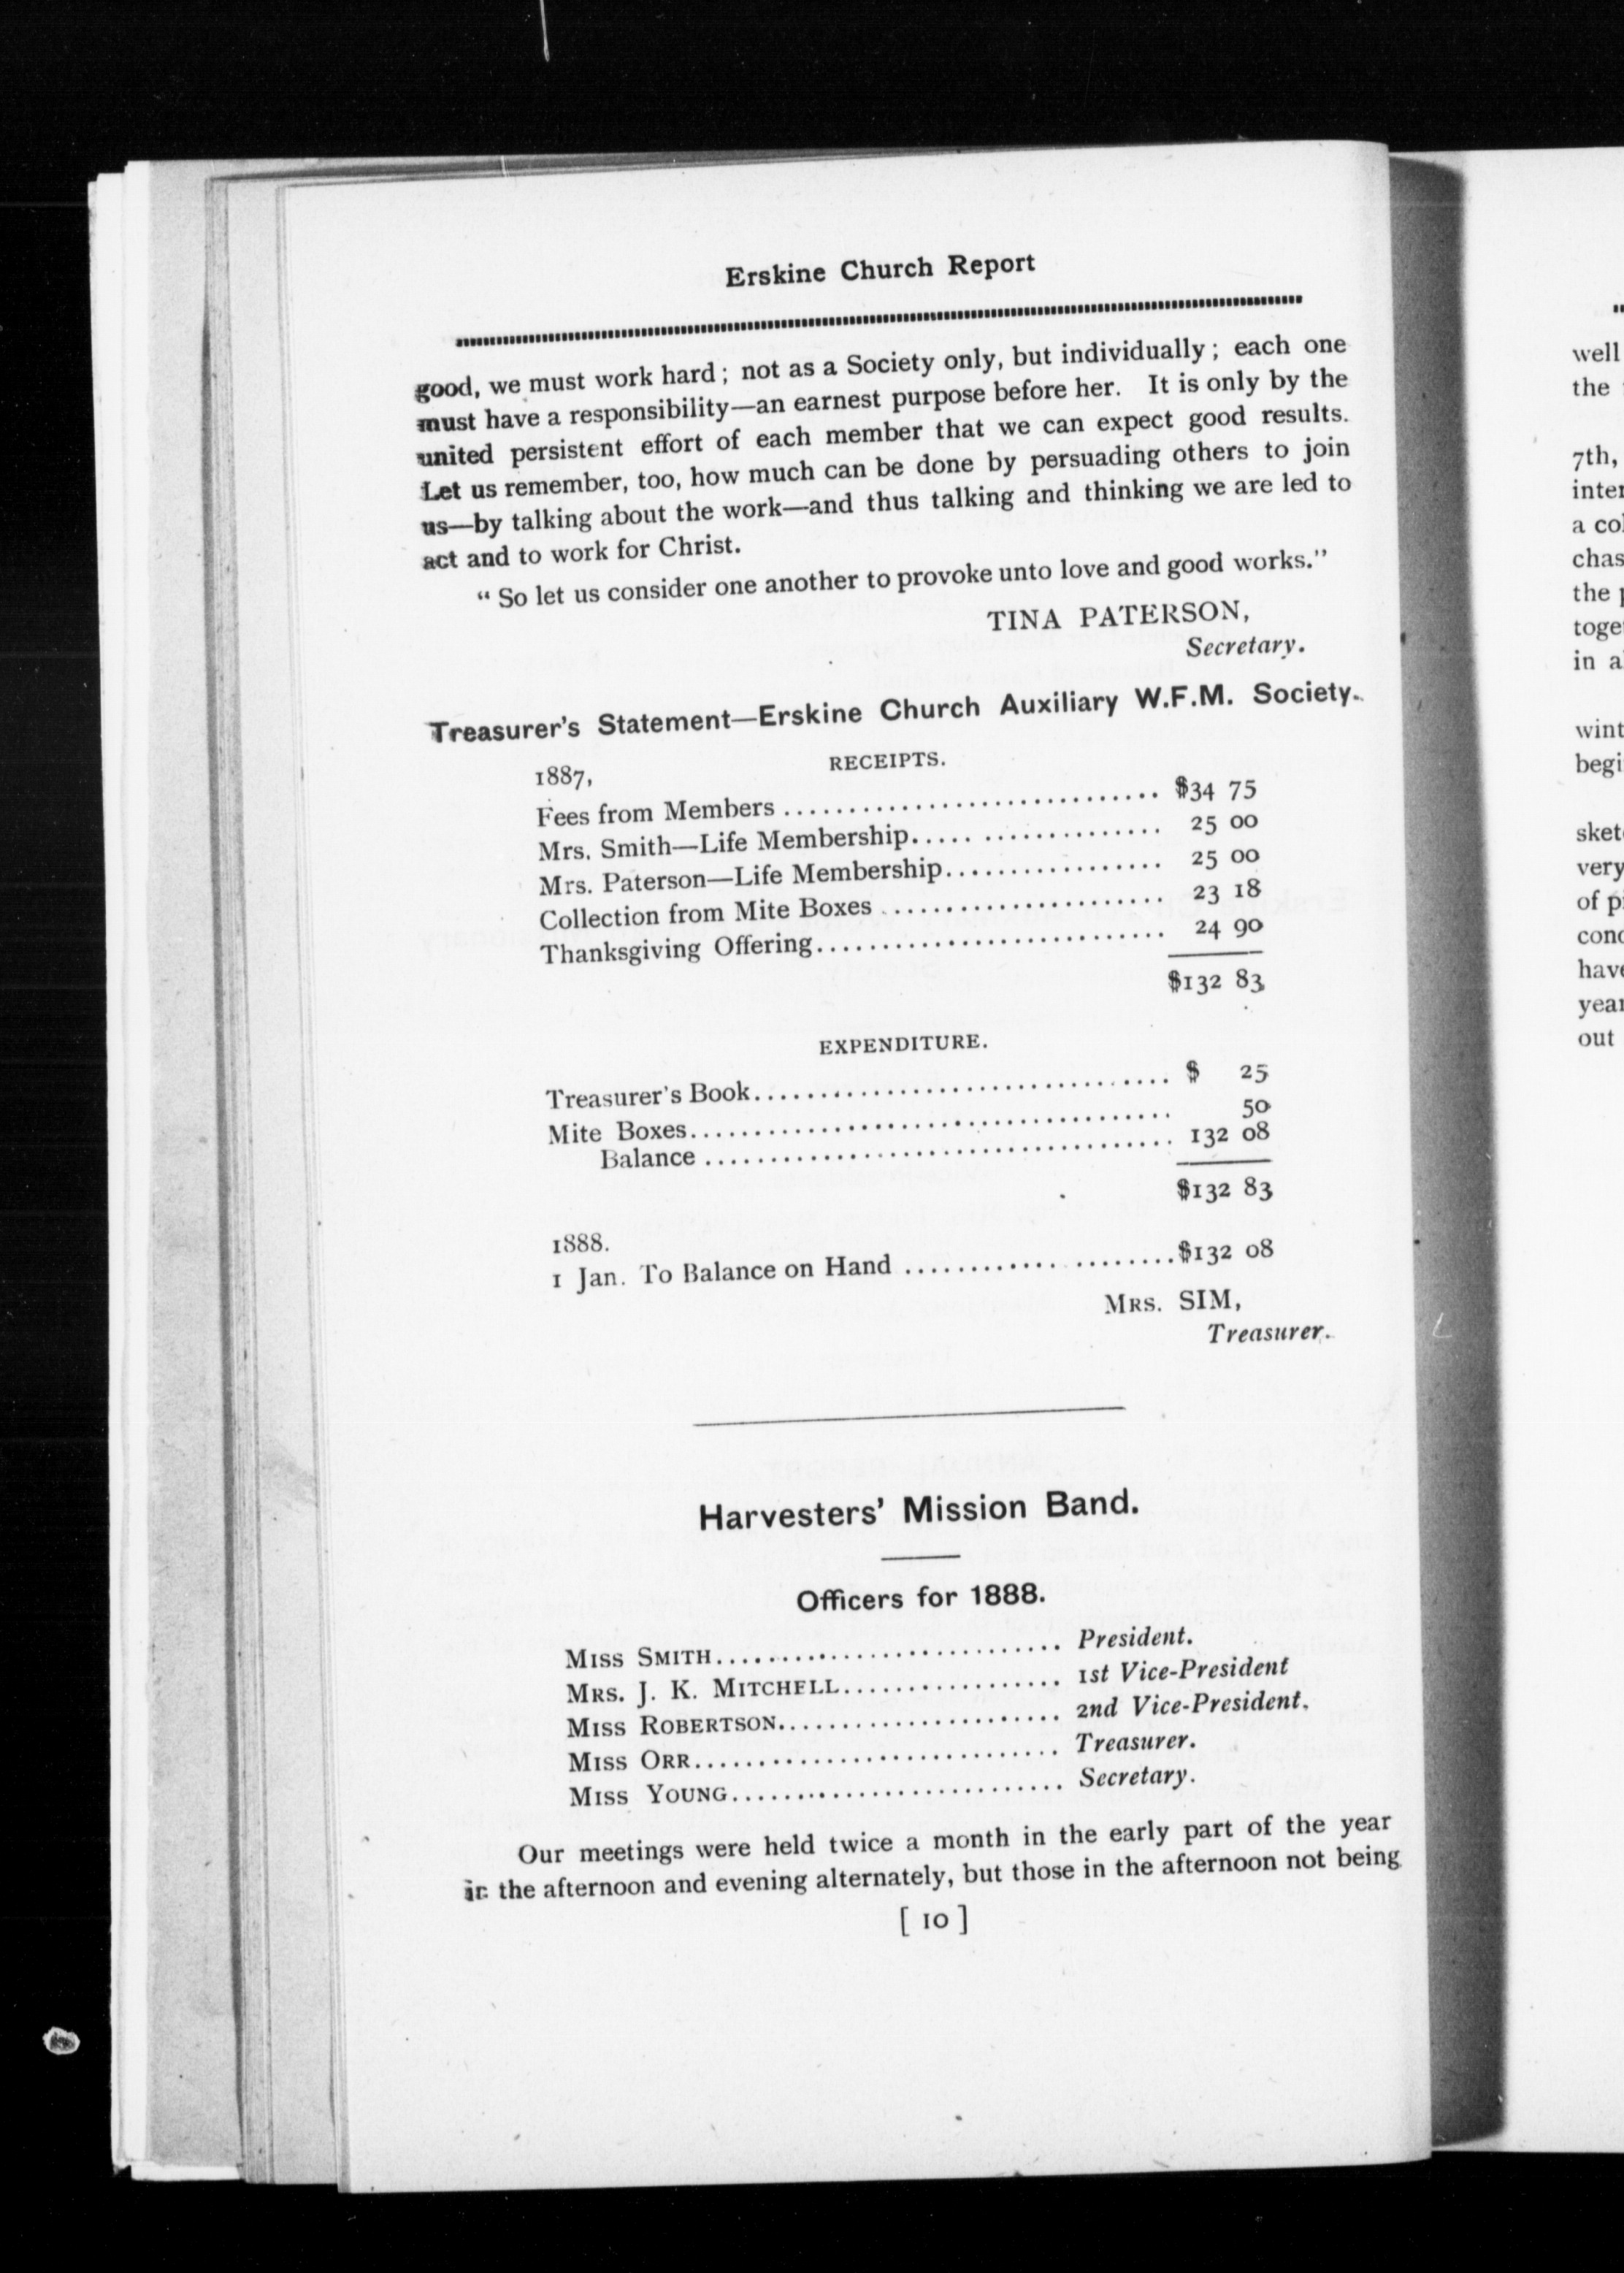 Erskine Church Report
good, we must work hard; not as a Society only, but individually; each one
must have a responsibility—an earnest purpose before her. It is only by the
united persistent effort of each member that we can expect good results.
Let us remember, too, how much can be done by persuading others to join
us—by talking about the work—and thus talking and thinking we are led to
act and to work for Christ.
“ So let us consider one another to provoke unto love and good works.”
TINA PATERSON,
Secretary.
Treasurer's Statement—Erskine Church Auxiliary W.F.M. Society.
RECEIPTS.
1887,
Fees from Members ............................ $34 75
Mrs. Smith—Life Membership..... .............. 25 00
Mrs. Paterson—Life Membership................. 25 00
Collection from Mite Boxes ...................... 23 18
Thanksgiving Offering........................... 24 90
$132 83
EXPENDITURE.
Treasurer's Book................................ $ 25
Mite Boxes..................................... 50
Balance .................................... 132 08
$132 83
1888.
1 Jan. To Balance on Hand ............ ........$132 08
MRS. SIM,
Treasurer.
Harvesters' Mission Band.
Officers for 1888.
MISS SMITH........................... President.
MRS. J. K. MITCHELL................. 1st Vice-President
MISS ROBERTSON...................... 2nd Vice-President.
MISS ORR............................ Treasurer.
MISS YOUNG.......................... Secretary.
Our meetings were held twice a month in the early part of the year
in the afternoon and evening alternately, but those in the afternoon not being
[ 10 ]
well
the
7th,
in a
have
out